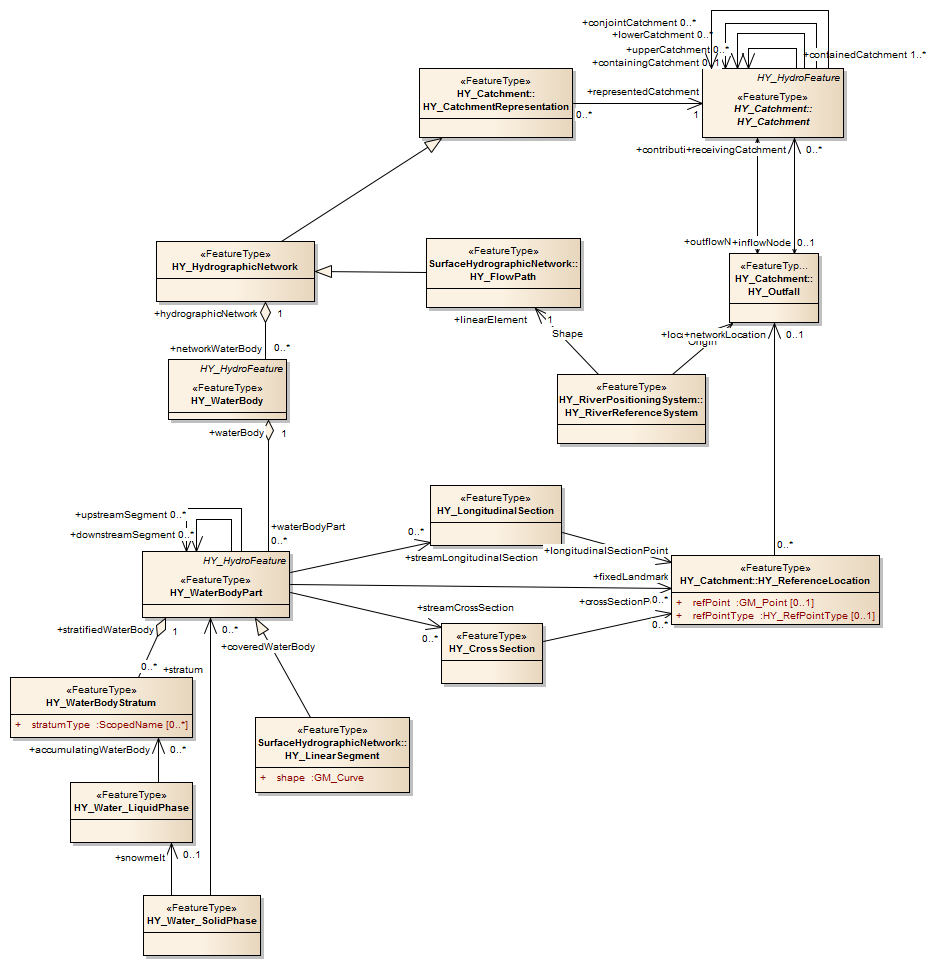 +conjointCatchment 0..*
+lowerCatchment 0..*
+upperCatchment 0..*
+containedCatchment 1..*
+containingCatchment 0..1
«FeatureType»
HY_Catchment::
HY_CatchmentRepresentation
+representedCatchment
0..*
1
HY_HydroFeature
«FeatureType»
HY_Catchment::
HY_Catchment
+contributi
+receivingCatchment
0..*
«FeatureType»
HY_HydrographicNetwork
«FeatureType»
SurfaceHydrographicNetwork::
HY_FlowPath
+outflowN
+inflowNode
0..1
«FeatureTyp...
HY_Catchment::
HY_Outfall
+hydrographicNetwork
1
+linearElement
1
Shape
+loc
+networkLocation
0..1
Origin
+networkWaterBody
0..*
HY_HydroFeature
«FeatureType»
HY_WaterBody
«FeatureType»
HY_RiverPositioningSystem::
HY_RiverReferenceSystem
+waterBody
1
«FeatureType»
HY_LongitudinalSection
+upstreamSegment 0..*
+downstreamSegment 0..*
+waterBodyPart
0..*
0..*
+streamLongitudinalSection
+longitudinalSectionPoint
0..*
HY_HydroFeature
«FeatureType»
HY_WaterBodyPart
+fixedLandmark
0..*
«FeatureType»
HY_Catchment::HY_ReferenceLocation
+ refPoint :GM_Point [0..1]
+ refPointType :HY_RefPointType [0..1]
+streamCrossSection
0..*
+crossSectionP
0..*
«FeatureType»
HY_CrossSection
+stratifiedWaterBody
1
0..*
+coveredWaterBody
0..*
+stratum
«FeatureType»
HY_WaterBodyStratum
+ stratumType :ScopedName [0..*]
«FeatureType»
SurfaceHydrographicNetwork::
HY_LinearSegment
+ shape :GM_Curve
+accumulatingWaterBody
0..*
«FeatureType»
HY_Water_LiquidPhase
+snowmelt
0..1
«FeatureType»
HY_Water_SolidPhase